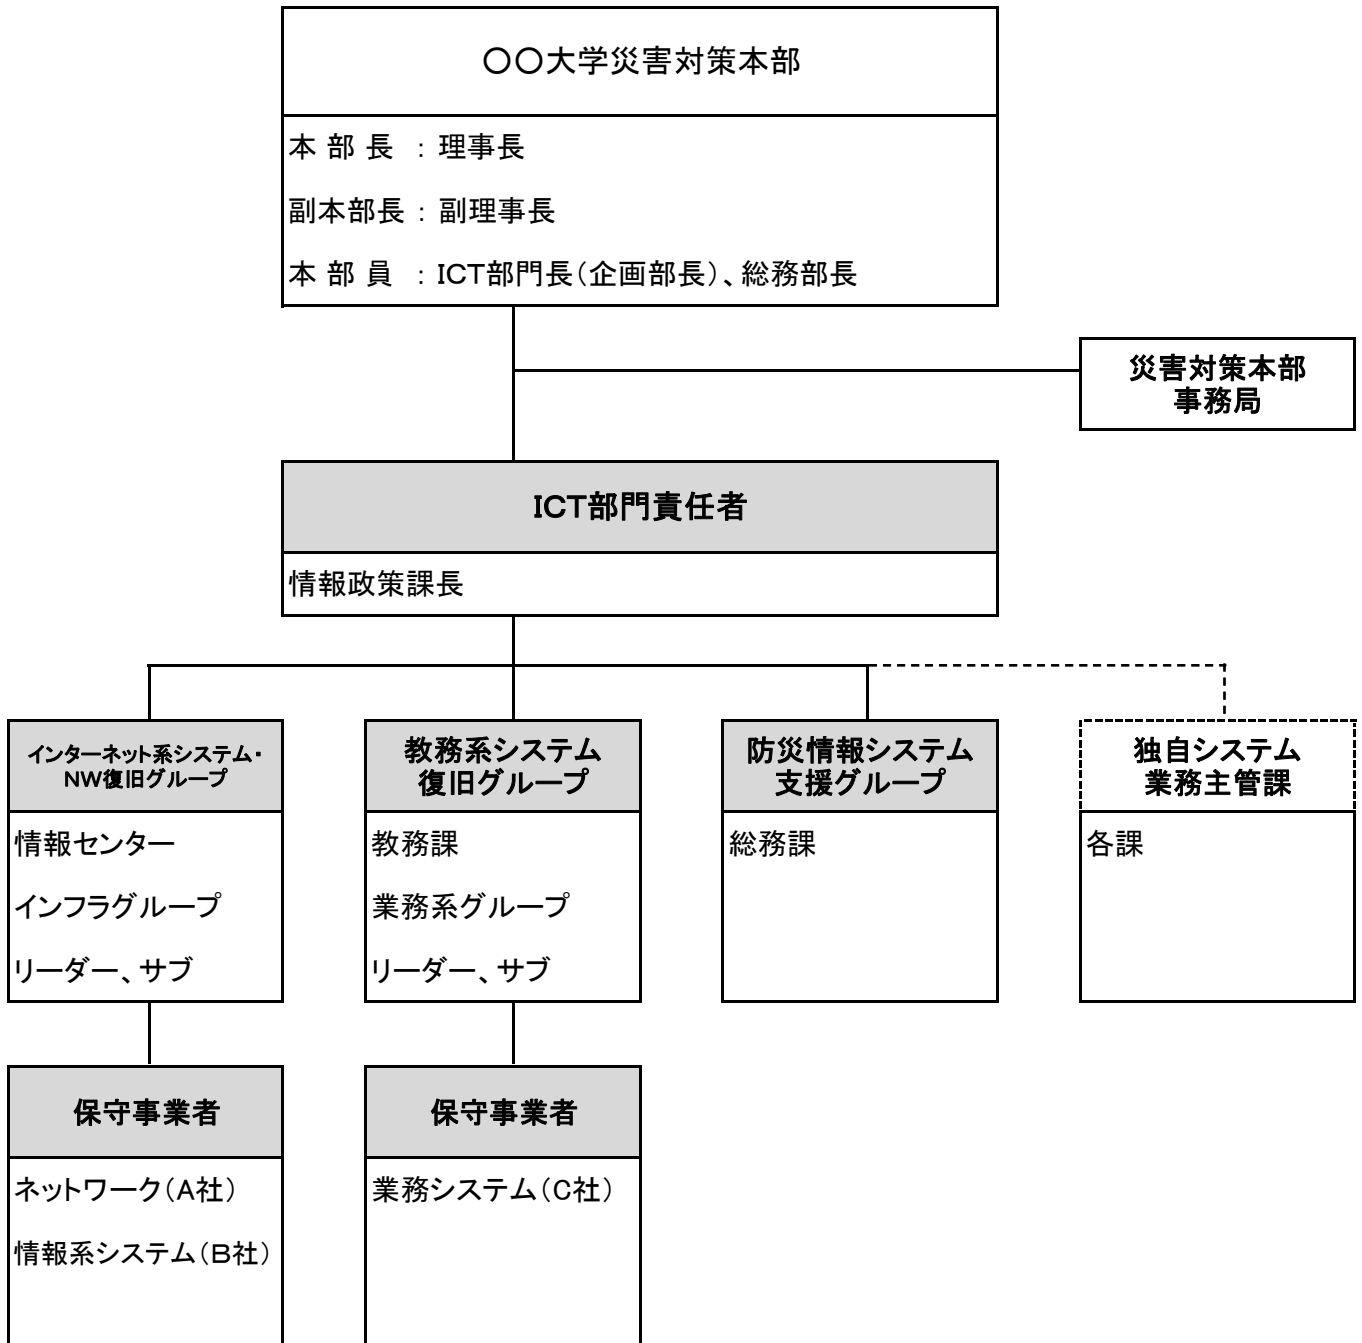 〇〇大学災害対策本部
本 部 長 : 理事長
副本部長 : 副理事長
本 部 員 : ICT部門長(企画部長)、総務部長
災害対策本部
事務局
ICT部門責任者
情報政策課長
インターネット系システム・
NW復旧グループ
情報センター
インフラグループ
リーダー、サブ
教務系システム
復旧グループ
教務課
業務系グループ
リーダー、サブ
防災情報システム
支援グループ
総務課
独自システム
業務主管課
各課
保守事業者
ネットワーク(A社)
情報系システム(B社)
保守事業者
業務システム(C社)